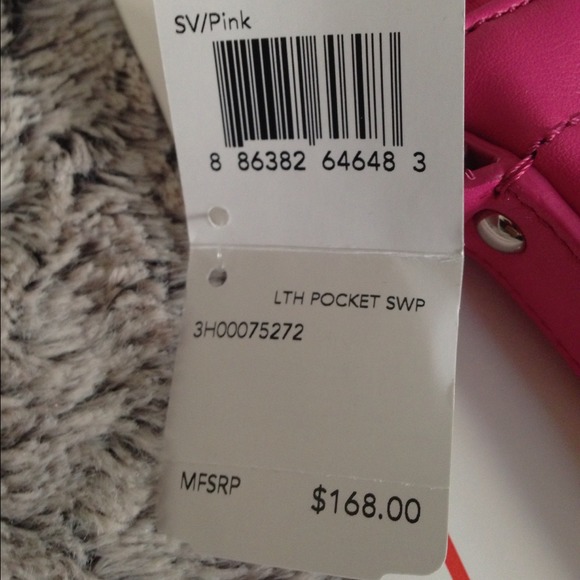 SV/Pink
8 86382 64648 3
LTH POCKET SWP
3H00075272
MFSRP $168.00